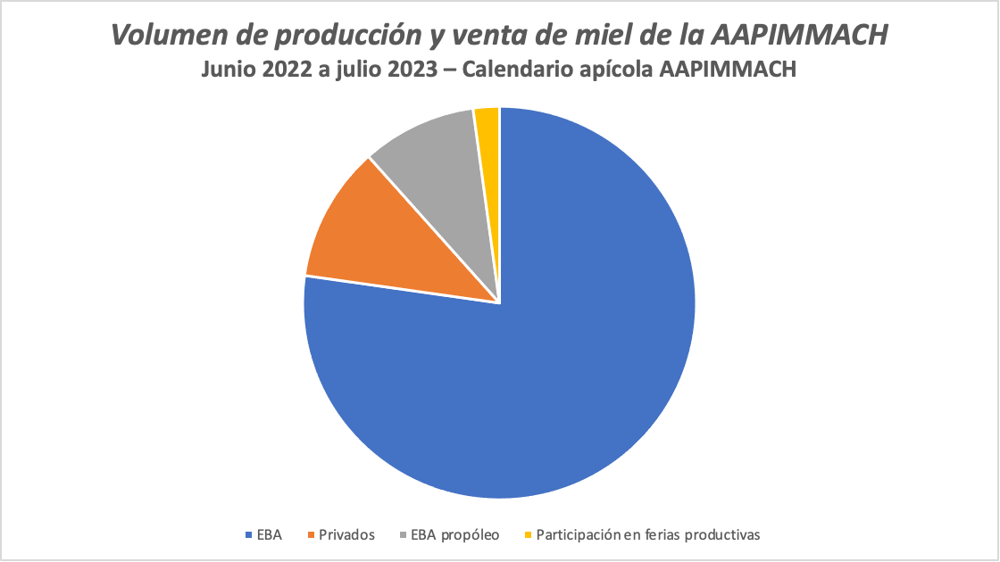 Volumen de producción y venta de miel de la AAPIMMACH
Junio 2022 a julio 2023 – Calendario apícola AAPIMMACH
EBA Privados EBA propóleo Participación en ferias productivas